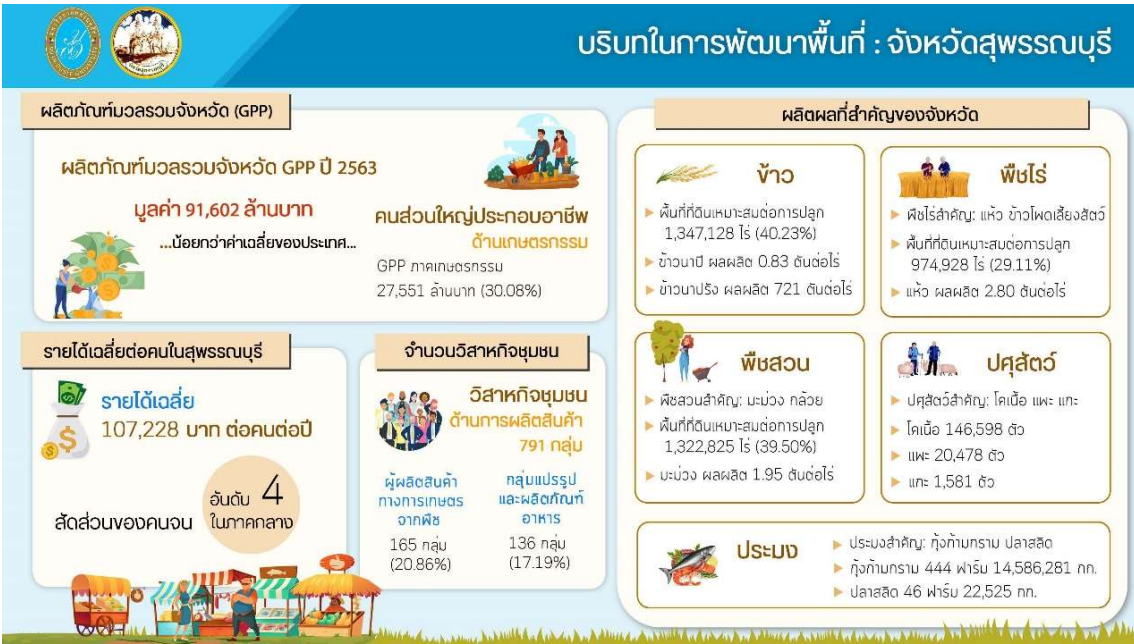 บริบทในการพัฒนาพื้นที่ : จังหวัดสุพรรณบุรี
ผลิตภัณฑ์มวลรวมจังหวัด (GPP)
ผลิตภัณฑ์มวลรวมจังหวัด GPP ปี 2563
มูลค่า 91,602 ล้านบาท
...น้อยกว่าค่าเฉลี่ยของประเทศ...
คนส่วนใหญ่ประกอบอาชีพ
ด้านเกษตรกรรม
GPP ภาคเกษตรกรรม
27,551 ล้านบาท (30.08%)
รายได้เฉลี่ยต่อคนในสุพรรณบุรี
รายได้เฉลี่ย
107,228 บาท ต่อคนต่อปี
สัดส่วนของคนจน
อันดับ 4
ในภาคกลาง
จำนวนวิสาหกิจชุมชน
วิสาหกิจชุมชน
ด้านการผลิตสินค้า
791 กลุ่ม
ผู้ผลิตสินค้า
ทางการเกษตร
จากพืช
165 กลุ่ม
(20.86%)
กลุ่มแปรรูป
และผลิตภัณฑ์
อาหาร
136 กลุ่ม
(17.19%)
ผลิตผลที่สำคัญของจังหวัด
ข้าว
พื้นที่ที่ดินเหมาะสมต่อการปลูก
1,347,128 ไร่ (40.23%)
ข้าวนาปี ผลผลิต 0.83 ตันต่อไร่
ข้าวนาปรัง ผลผลิต 721 ตันต่อไร่
พืชไร่
พืชไร่สำคัญ: แห้ว ข้าวโพดเลี้ยงสัตว์
พื้นที่ที่ดินเหมาะสมต่อการปลูก
974,928 ไร่ (29.11%)
แห้ว ผลผลิต 2.80 ตันต่อไร่
พืชสวน
พืชสวนสำคัญ: มะม่วง กล้วย
พื้นที่ที่ดินเหมาะสมต่อการปลูก
1,322,825 ไร่ (39.50%)
มะม่วง ผลผลิต 1.95 ตันต่อไร่
ปศุสัตว์
ปศุสัตว์สำคัญ: โคเนื้อ แพะ แกะ
โคเนื้อ 146,598 ตัว
แพะ 20,478 ตัว
แกะ 1,581 ตัว
ประมง
ประมงสำคัญ: กุ้งก้ามกราม ปลาสลิด
กุ้งก้ามกราม 444 ฟาร์ม 14,586,281 กก.
ปลาสลิด 46 ฟาร์ม 22,525 กก.